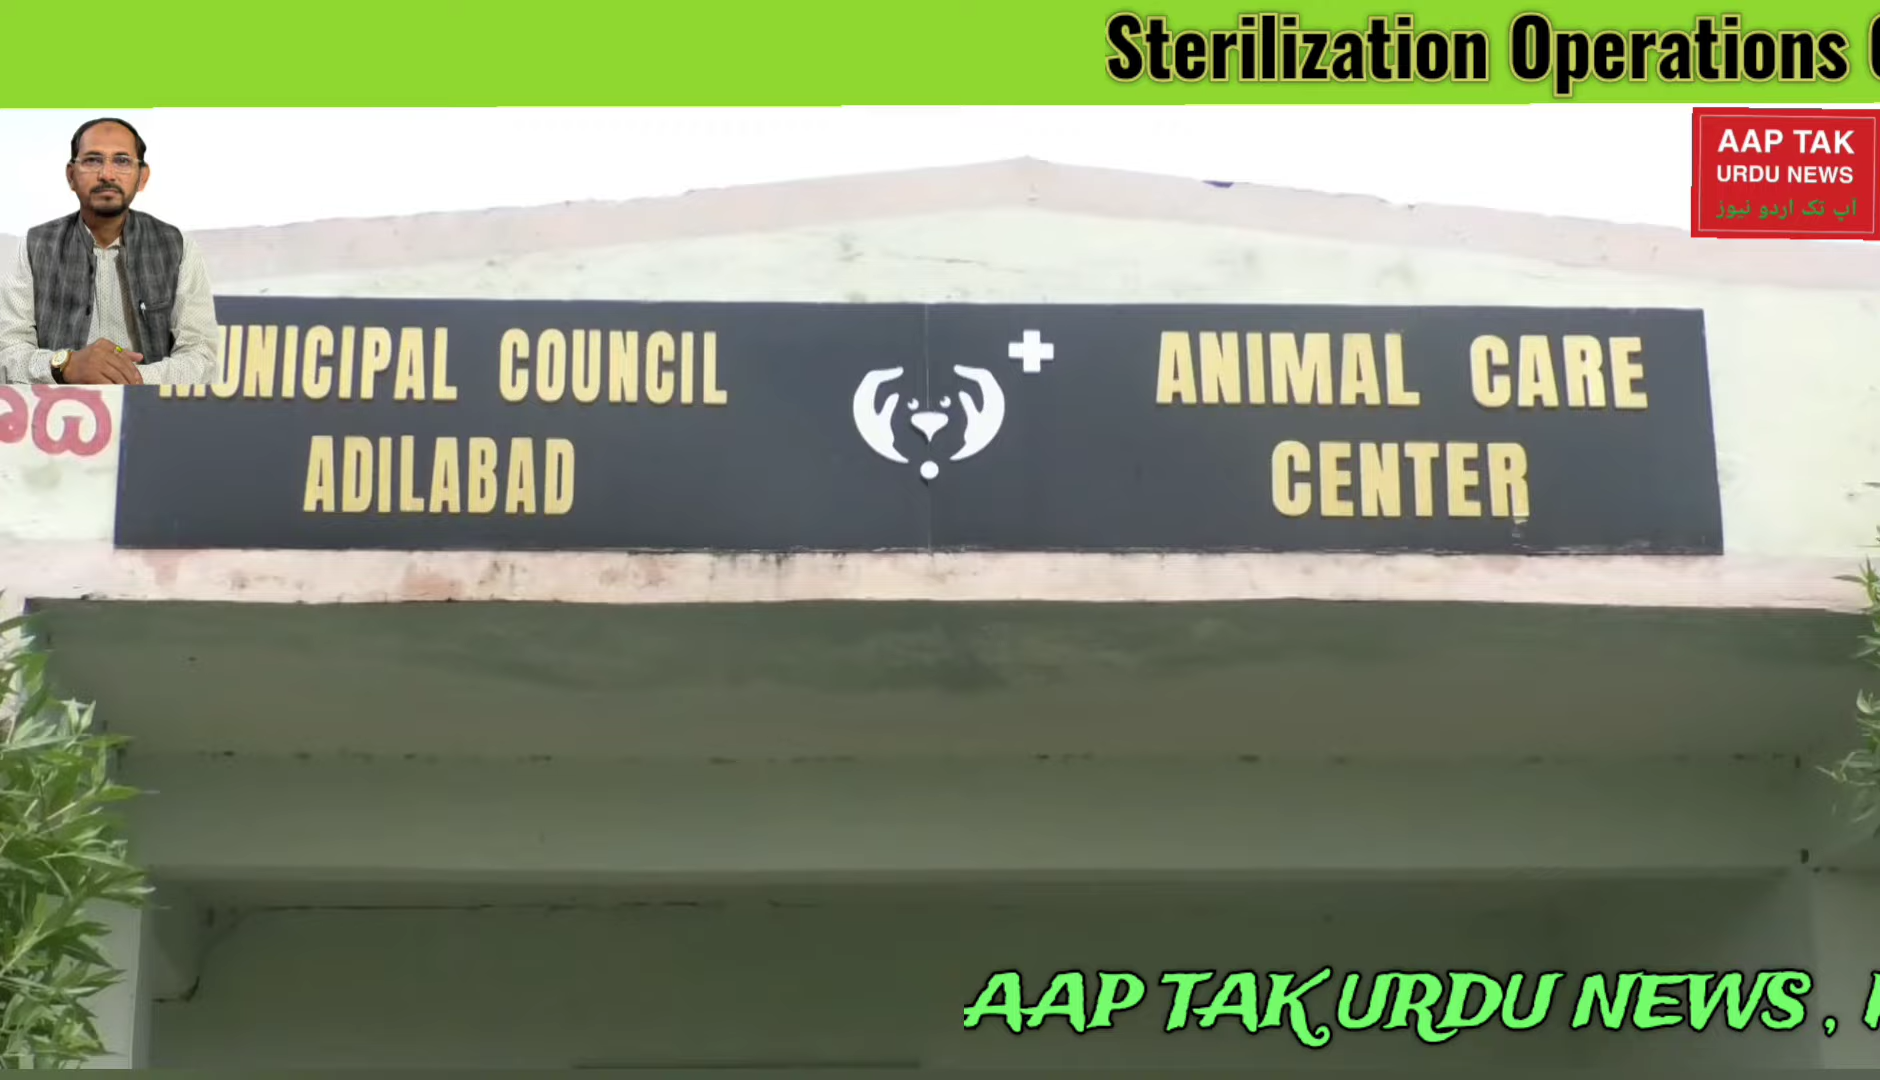 Sterilization Operations
AAP TAK
URDU NEWS
اپ تک اردو نیوز
MUNICIPAL COUNCIL
ADILABAD
ANIMAL CARE
CENTER
AAP TAK URDU NEWS ,